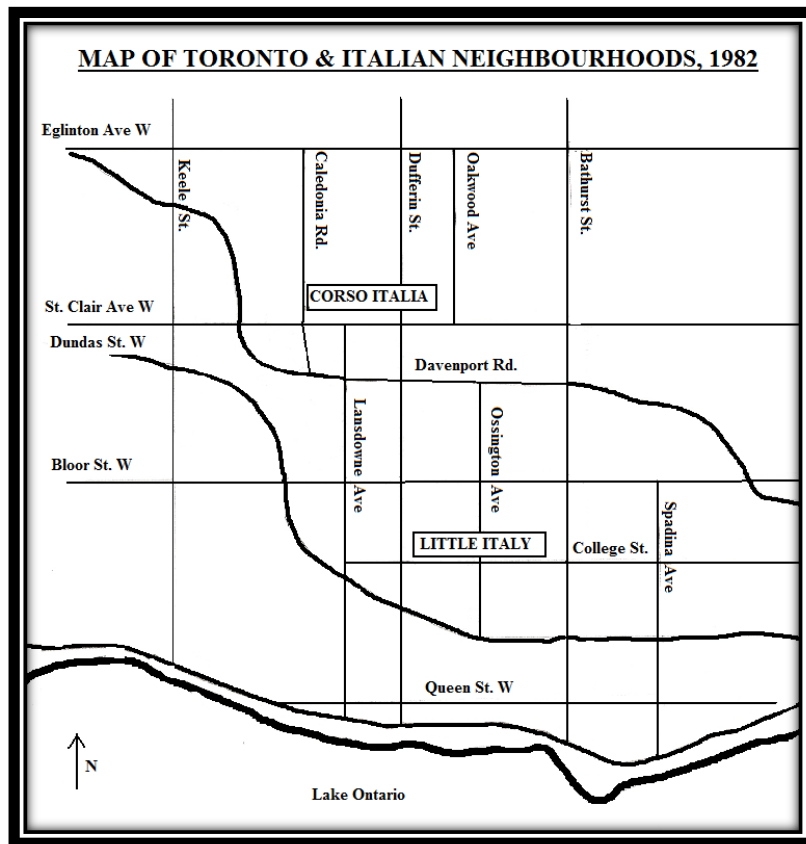 MAP OF TORONTO & ITALIAN NEIGHBOURHOODS, 1982
Eglinton Ave W
Keele St.
Caledonia Rd.
Dufferin St.
Oakwood Ave
Bathurst St.
CORSO ITALIA
St. Clair Ave W
Dundas St. W
Davenport Rd.
Lansdowne Ave
Ossington Ave
Bloor St. W
Spadina Ave
LITTLE ITALY
College St.
Queen St. W
N
Lake Ontario